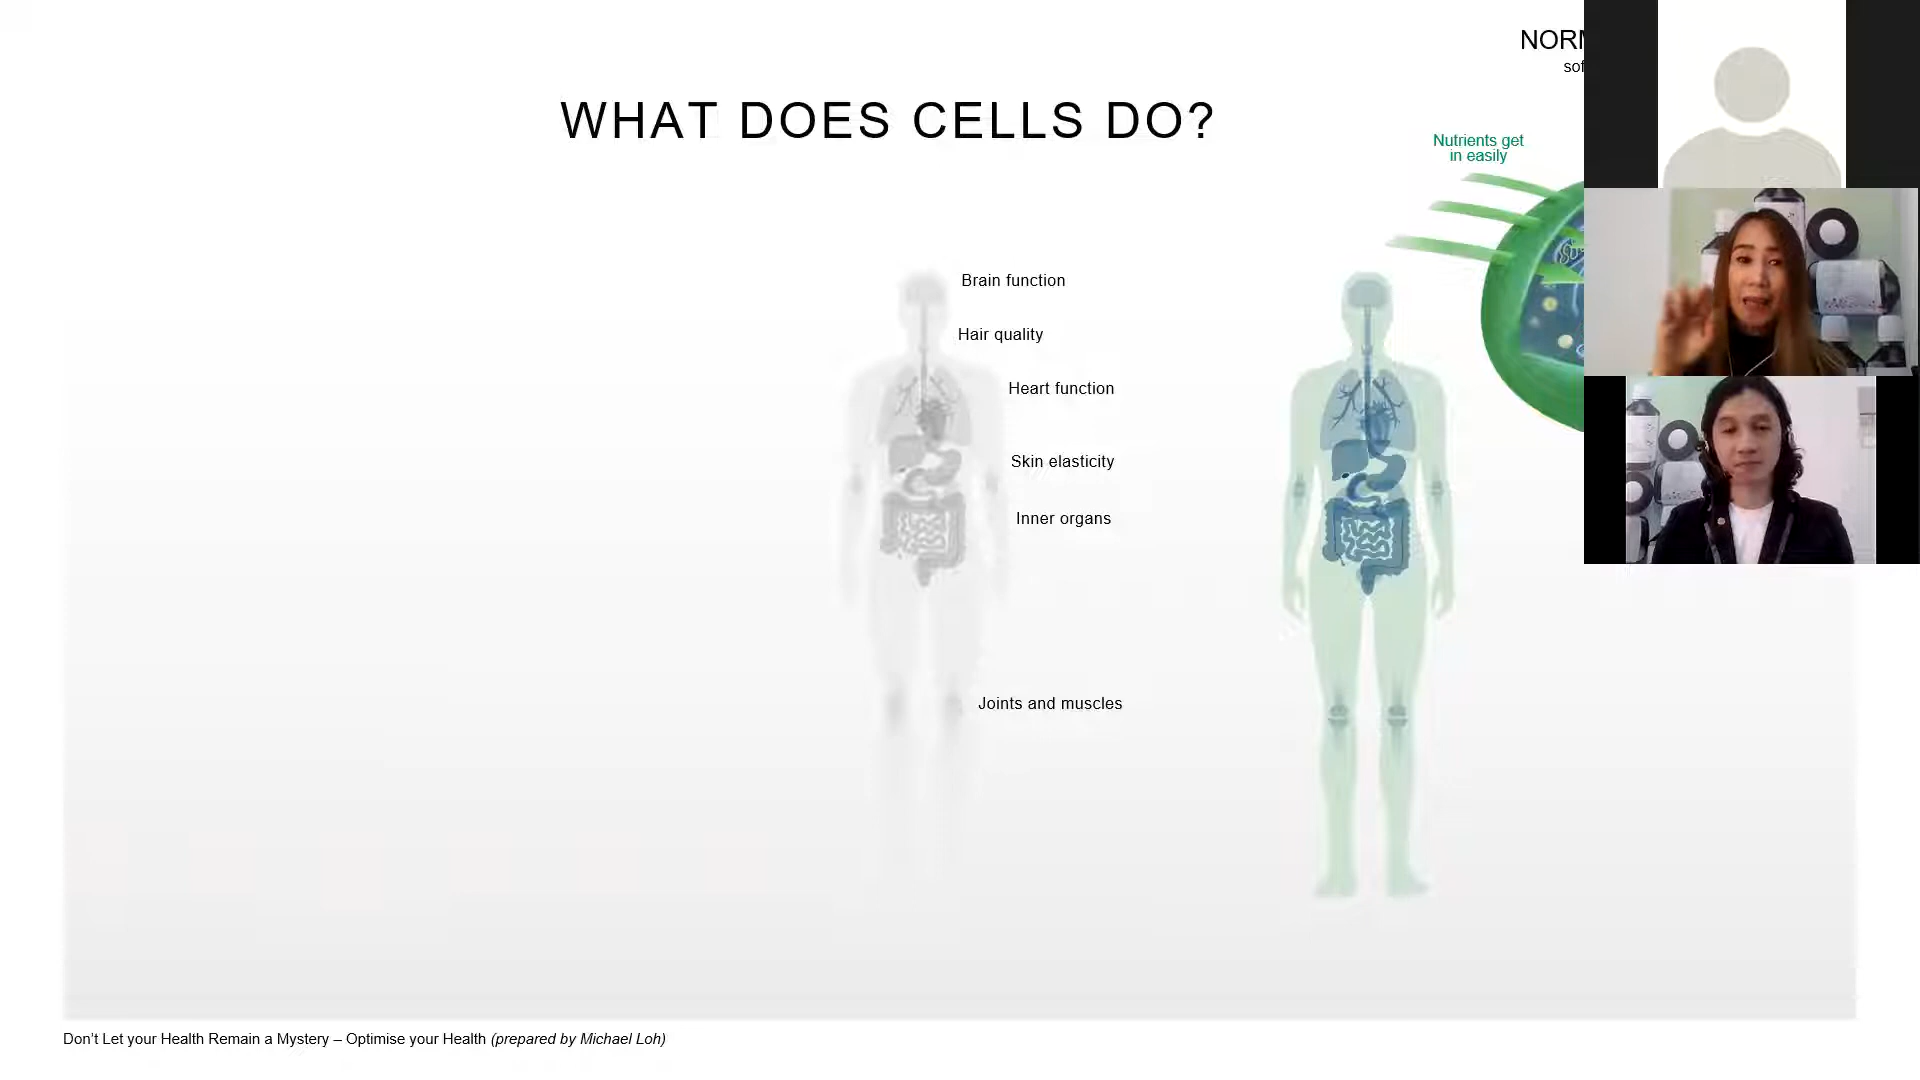 WHAT DOES CELLS DO?
Nutrients get
in easily
Brain function
Hair quality
Heart function
Skin elasticity
Inner organs
Joints and muscles
Don’t Let your Health Remain a Mystery – Optimise your Health (prepared by Michael Loh)